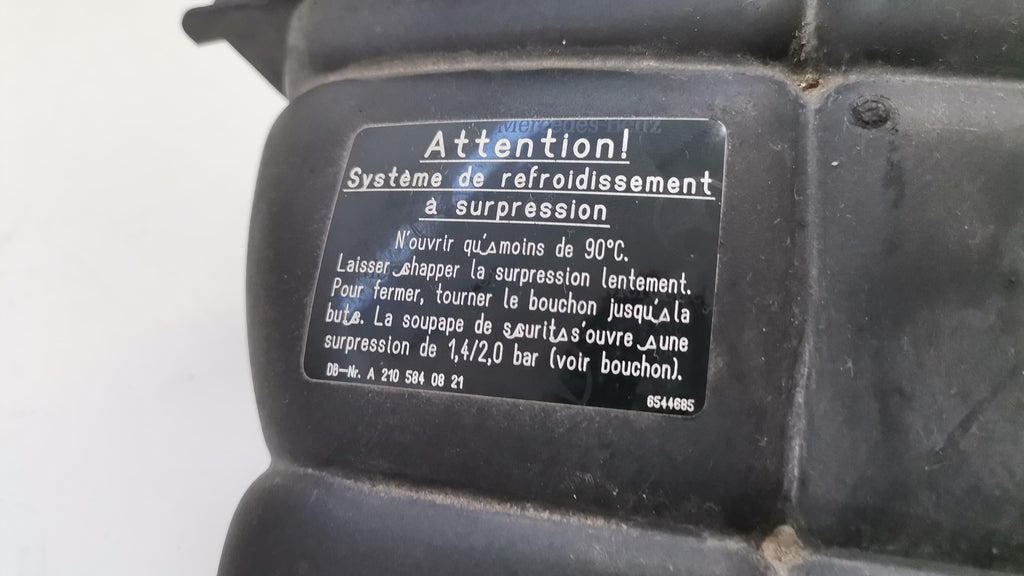 Mercedes-Benz
Attention!
Système de refroidissement
à surpression
N'ouvrir qu'à moins de 90°C.
Laisser échapper la surpression lentement.
Pour fermer, tourner le bouchon jusqu'à la
butée. La soupape de sécurité s'ouvre à une
surpression de 1,4/2,0 bar (voir bouchon).
DB-Nr. A 210 584 08 21
6544685